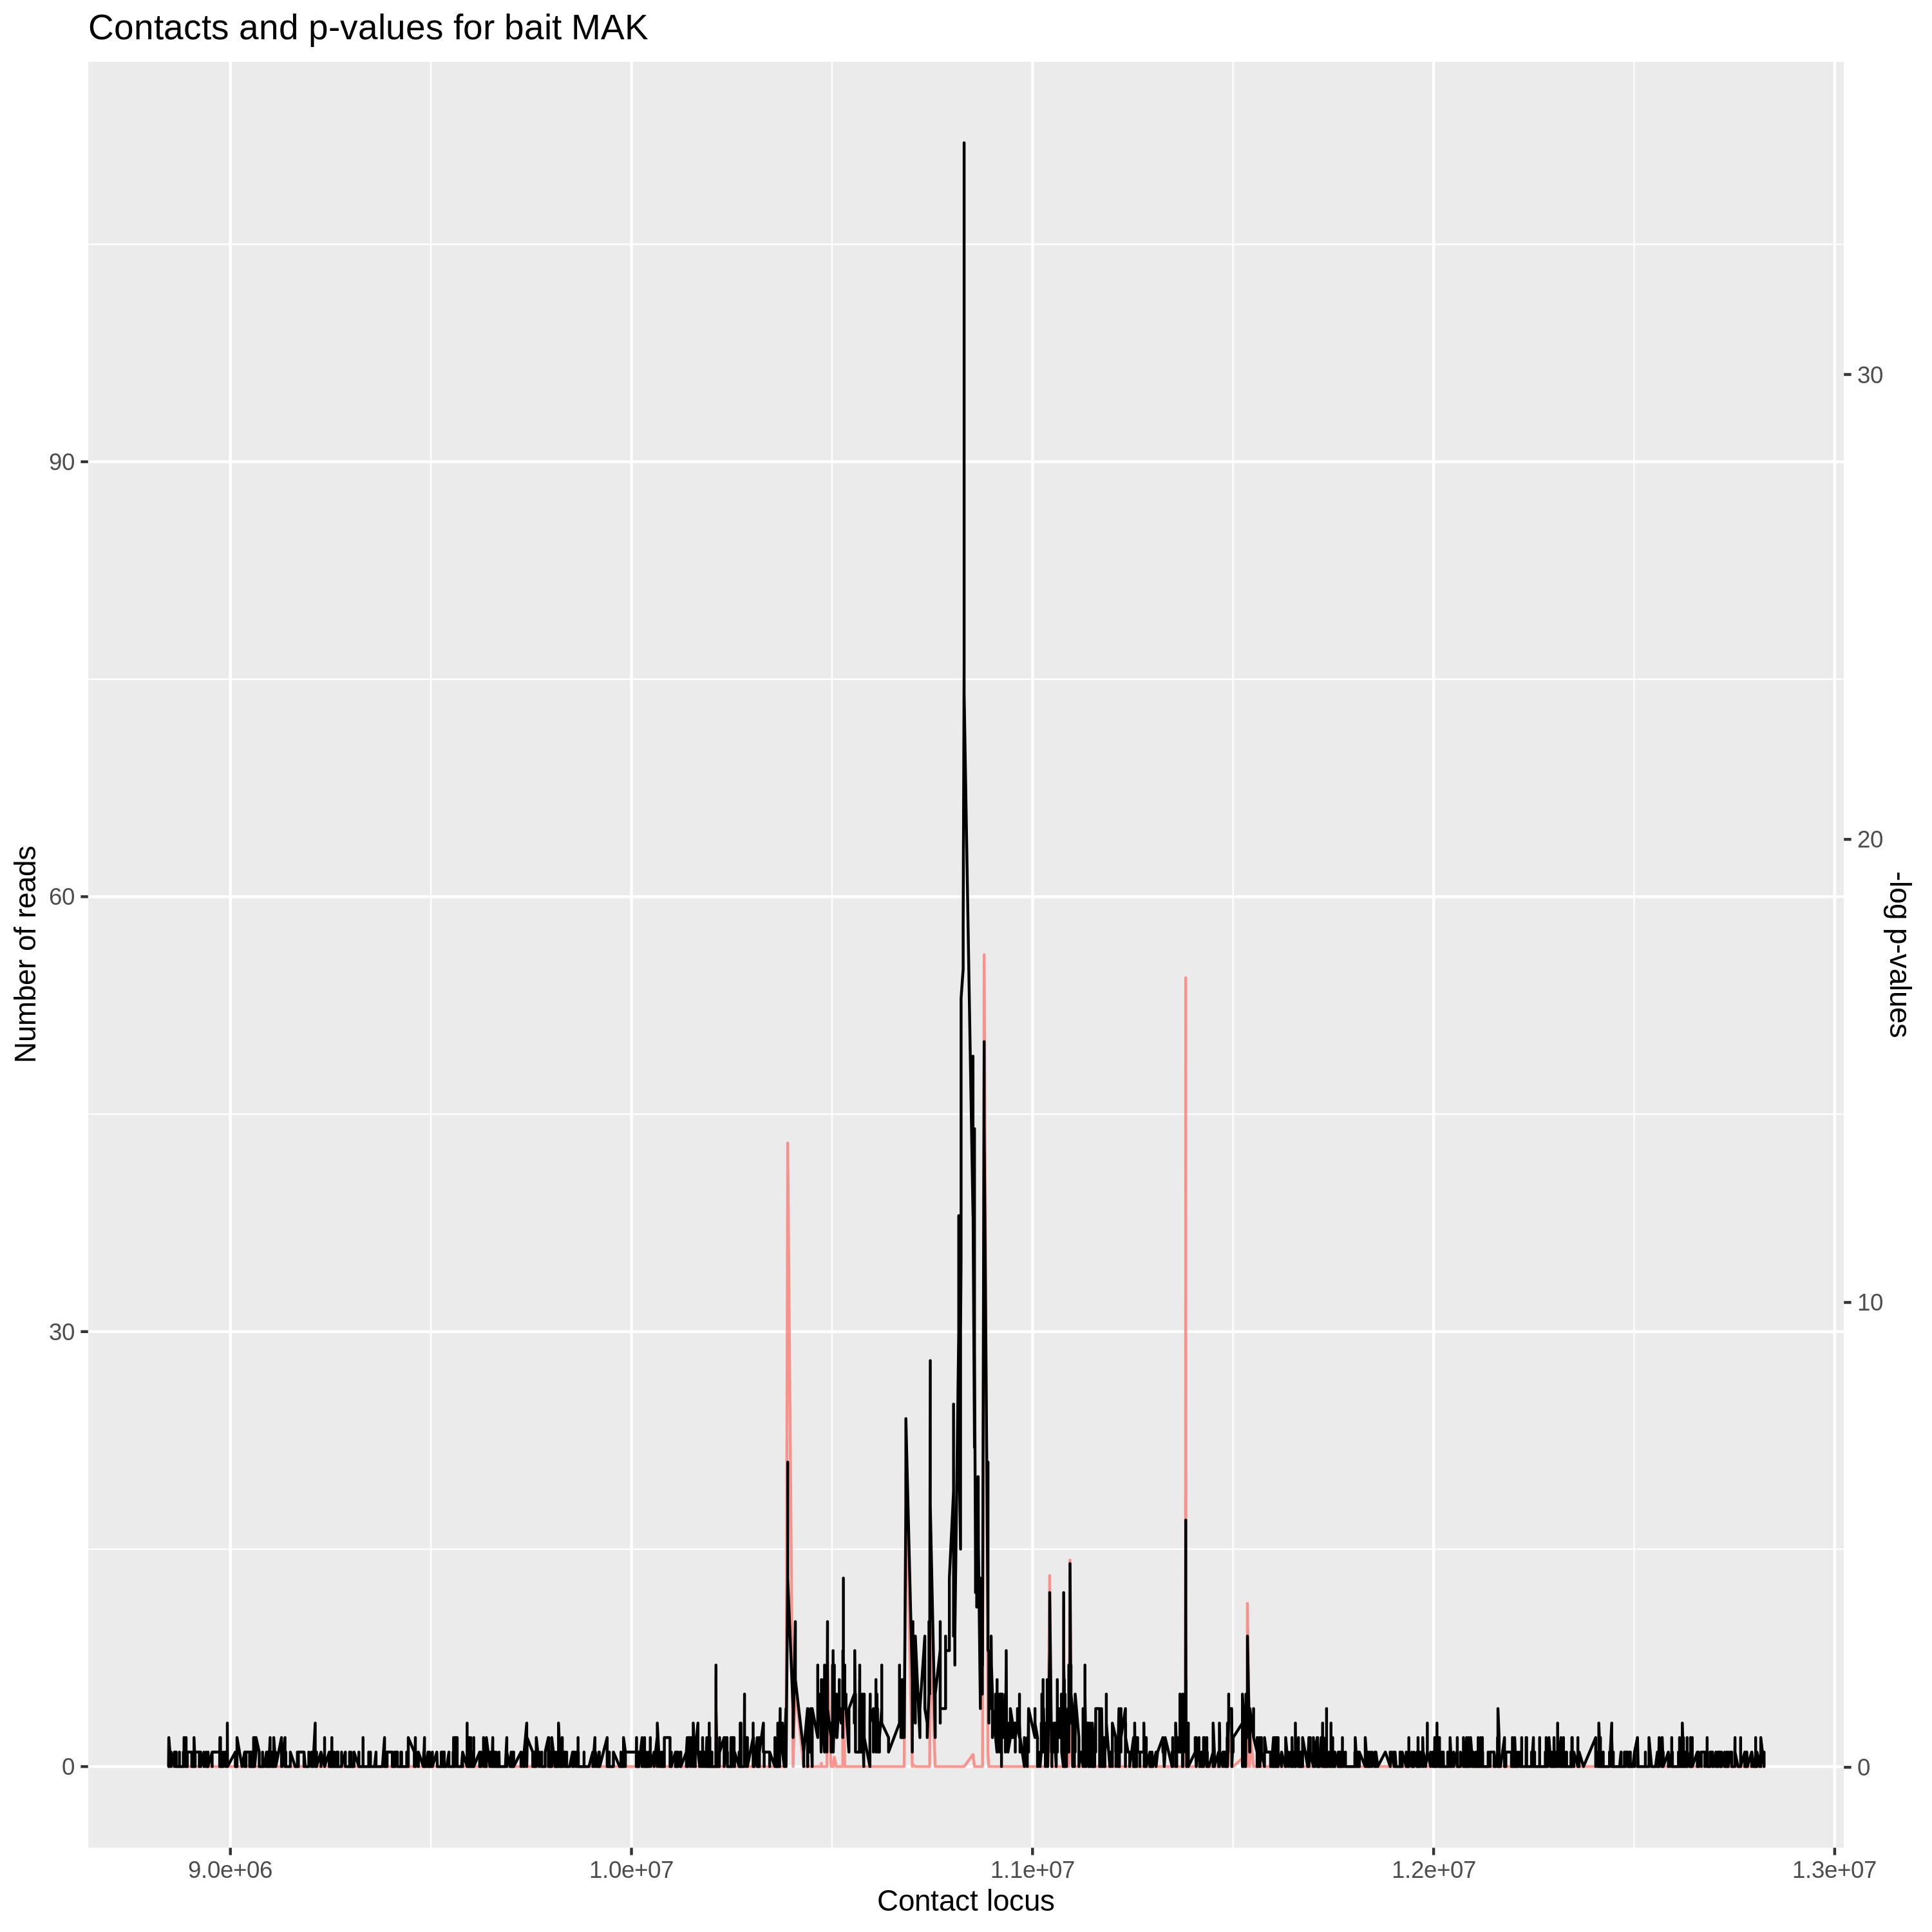 Contacts and p-values for bait MAK
Number of reads
90
60
30
0
30
20
10
0
-log p-values
9.0e+06 1.0e+07 1.1e+07 1.2e+07 1.3e+07
Contact locus